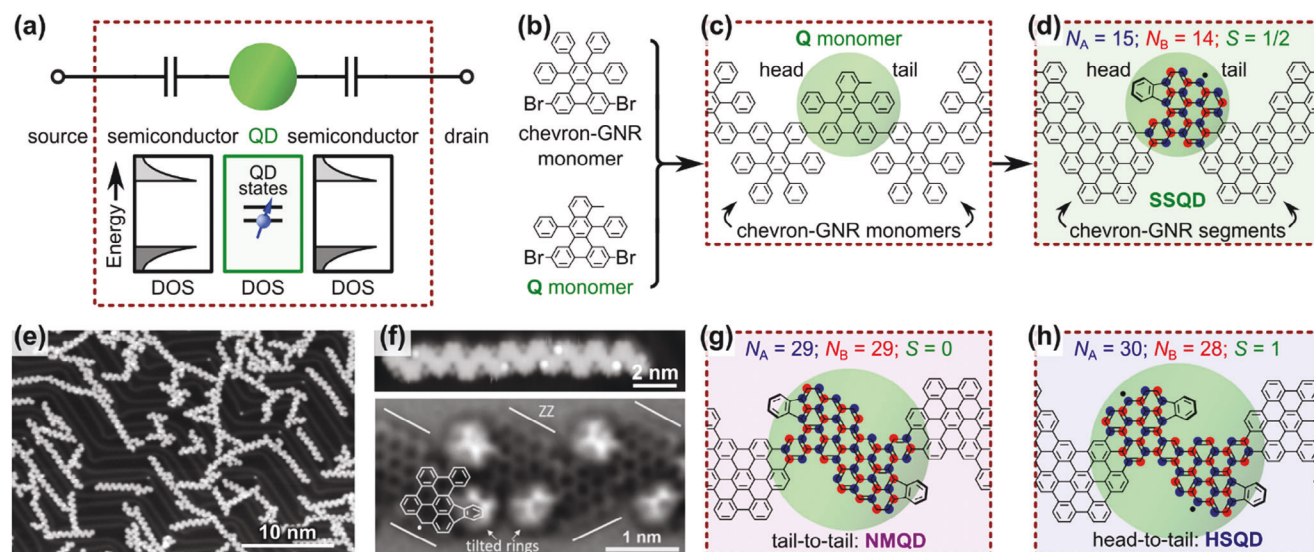 (a)
QD
source
semiconductor
QD
semiconductor
drain
Energy
QD
states
DOS
DOS
DOS
(b)
Br
Br
chevron-GNR
monomer
Br
Br
Q monomer
(c)
Q monomer
head
tail
chevron-GNR monomers
(d)
N_A = 15; N_B = 14; S = 1/2
head
tail
SSQD
chevron-GNR segments
(e)
10 nm
(f)
2 nm
ZZ
tilted rings
1 nm
(g)
N_A = 29; N_B = 29; S = 0
tail-to-tail: NMQD
(h)
N_A = 30; N_B = 28; S = 1
head-to-tail: HSQD